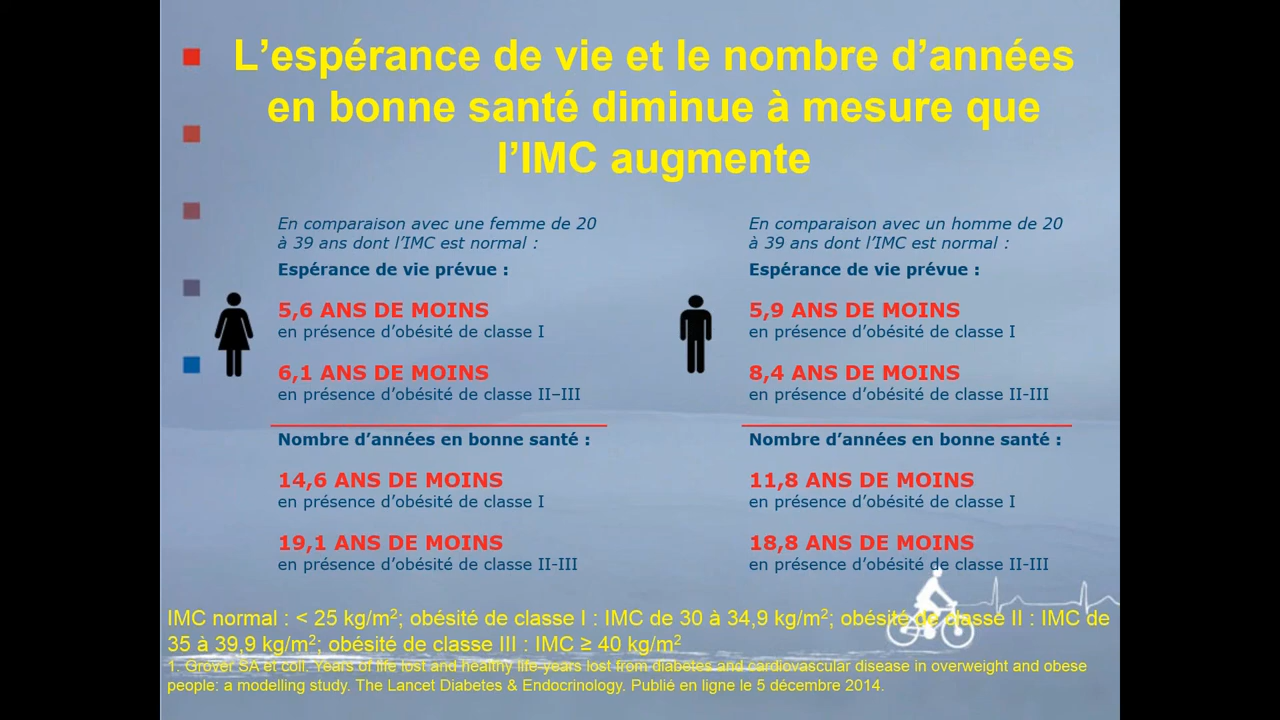 L’espérance de vie et le nombre d’années
en bonne santé diminue à mesure que
l’IMC augmente
En comparaison avec une femme de 20
à 39 ans dont l’IMC est normal :
Espérance de vie prévue :
5,6 ANS DE MOINS
en présence d’obésité de classe I
6,1 ANS DE MOINS
en présence d’obésité de classe II–III
Nombre d’années en bonne santé :
14,6 ANS DE MOINS
en présence d’obésité de classe I
19,1 ANS DE MOINS
en présence d’obésité de classe II-III
En comparaison avec un homme de 20
à 39 ans dont l’IMC est normal :
Espérance de vie prévue :
5,9 ANS DE MOINS
en présence d’obésité de classe I
8,4 ANS DE MOINS
en présence d’obésité de classe II-III
Nombre d’années en bonne santé :
11,8 ANS DE MOINS
en présence d’obésité de classe I
18,8 ANS DE MOINS
en présence d’obésité de classe II-III
IMC normal : < 25 kg/m²; obésité de classe I : IMC de 30 à 34,9 kg/m²; obésité de classe II : IMC de
35 à 39,9 kg/m²; obésité de classe III : IMC ≥ 40 kg/m²
1. Grover SA et coll. Years of life lost and healthy life-years lost from diabetes and cardiovascular disease in overweight and obese
people: a modelling study. The Lancet Diabetes & Endocrinology. Publié en ligne le 5 décembre 2014.